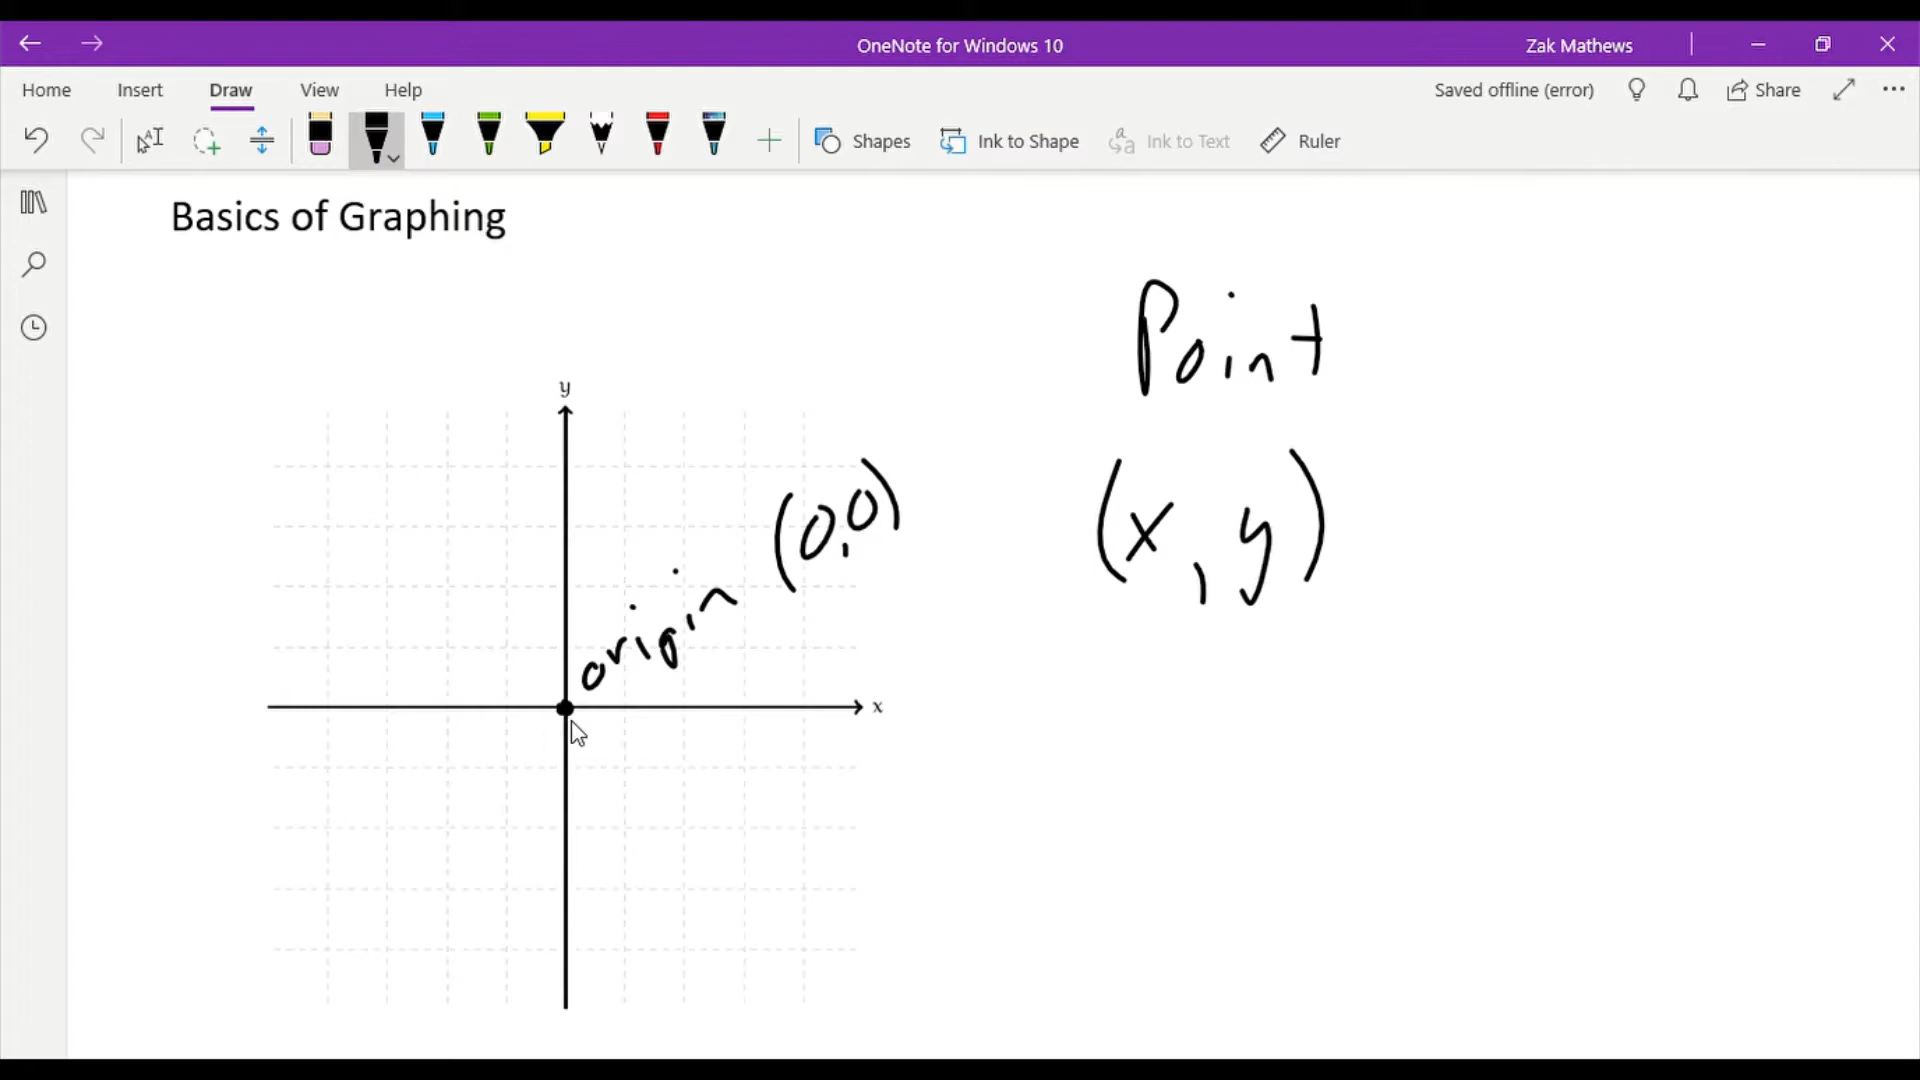 OneNote for Windows 10
Zak Mathews
Home Insert Draw View Help
Saved offline (error)
Share
Shapes
Ink to Shape
Ink to Text
Ruler
Basics of Graphing
Point
(x, y)
y
(0,0)
origin
x